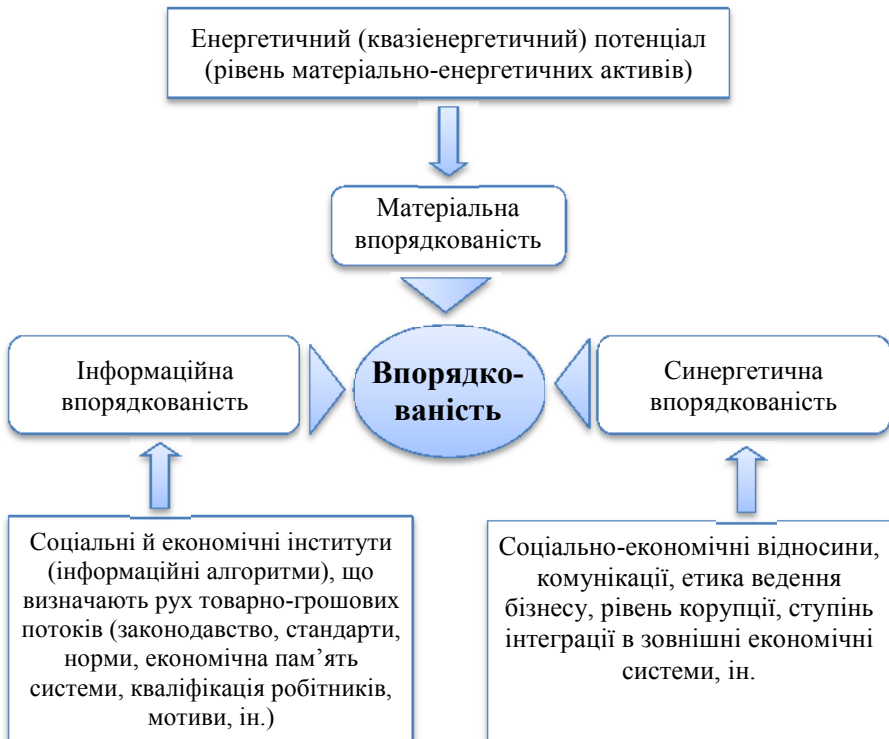 Енергетичний (квазіенергетичний) потенціал
(рівень матеріально-енергетичних активів)
Матеріальна
впорядкованість
Інформаційна
впорядкованість
Впорядко-
ваність
Синергетична
впорядкованість
Соціальні й економічні інститути
(інформаційні алгоритми), що
визначають рух товарно-грошових
потоків (законодавство, стандарти,
норми, економічна пам’ять
системи, кваліфікація робітників,
мотиви, ін.)
Соціально-економічні відносини,
комунікації, етика ведення
бізнесу, рівень корупції, ступінь
інтеграції в зовнішні економічні
системи, ін.